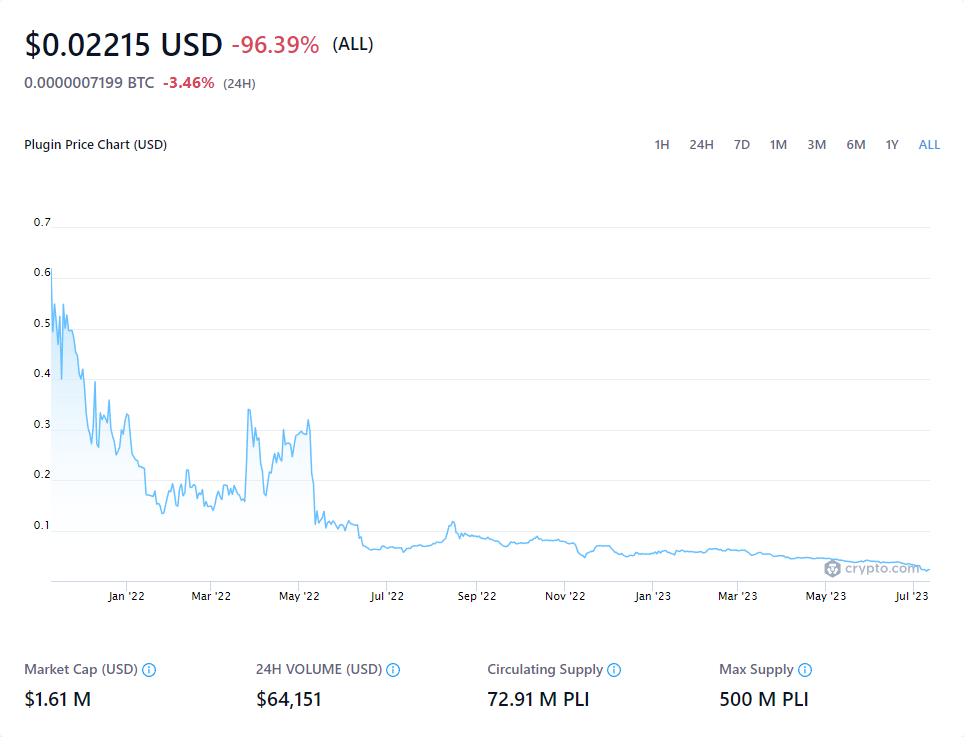 $0.02215 USD -96.39% (ALL)
0.0000007199 BTC -3.46% (24H)
Plugin Price Chart (USD) 1H 24H 7D 1M 3M 6M 1Y ALL
0.7
0.6
0.5
0.4
0.3
0.2
0.1
crypto.com
Jan '22 Mar '22 May '22 Jul '22 Sep '22 Nov '22 Jan '23 Mar '23 May '23 Jul '23
Market Cap (USD) 24H VOLUME (USD) Circulating Supply Max Supply
$1.61 M $64,151 72.91 M PLI 500 M PLI